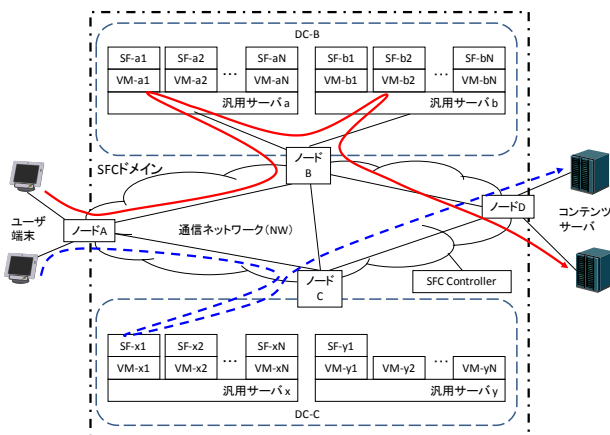 DC-B
SF-a1 SF-a2 SF-aN SF-b1 SF-b2 SF-bN
VM-a1 VM-a2 … VM-aN VM-b1 VM-b2 … VM-bN
汎用サーバa 汎用サーバb
SFCドメイン
ノード
B
ユーザ
端末
ノードA
通信ネットワーク(NW)
ノードD
コンテンツ
サーバ
ノード
C
SFC Controller
SF-x1 SF-x2 SF-xN SF-y1
VM-x1 VM-x2 … VM-xN VM-y1 VM-y2 … VM-yN
汎用サーバx 汎用サーバy
DC-C